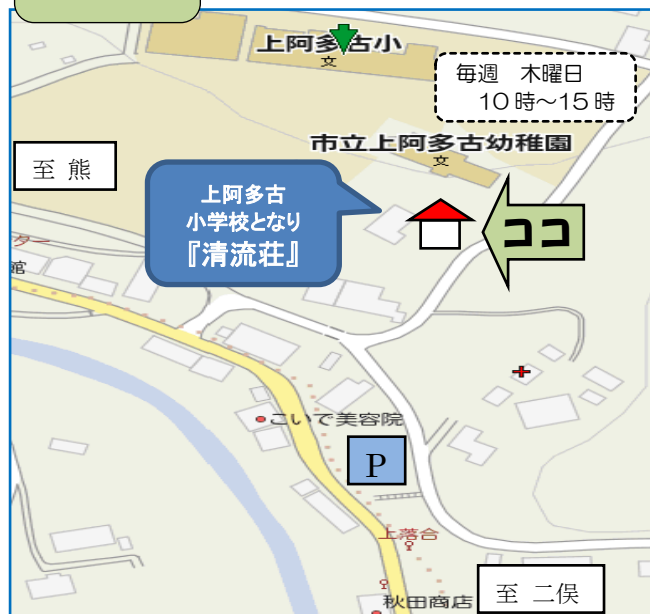 上阿多古小
文
毎週 木曜日
10時～15時
市立上阿多古幼稚園
文
至 熊
上阿多古
小学校となり
『清流荘』
ココ
ター
館
こいで美容院
P
上落合
秋田商店
至 二俣